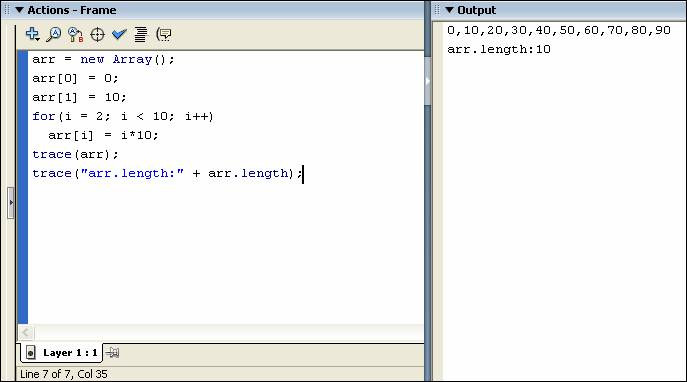 Actions - Frame
arr = new Array();
arr[0] = 0;
arr[1] = 10;
for(i = 2; i < 10; i++)
  arr[i] = i*10;
trace(arr);
trace("arr.length:" + arr.length);
Layer 1 : 1
Line 7 of 7, Col 35
Output
0,10,20,30,40,50,60,70,80,90
arr.length:10